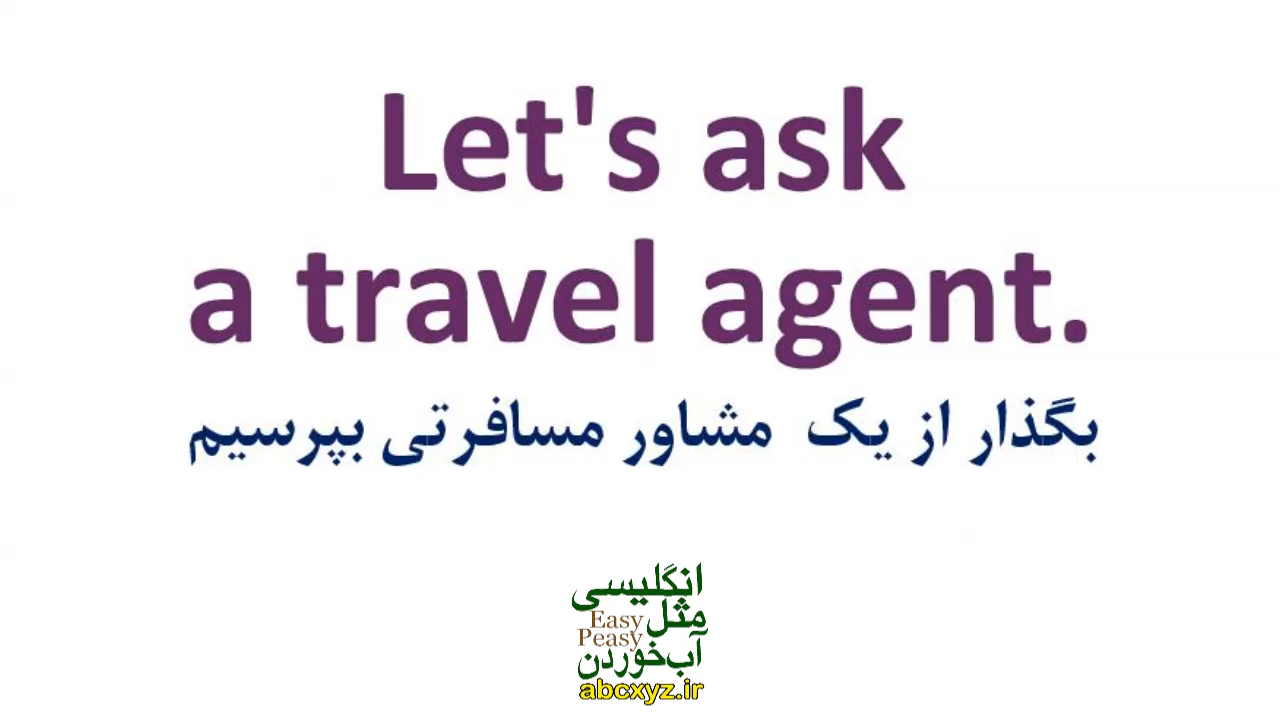 Let's ask
a travel agent.
بگذار از یک مشاور مسافرتی بپرسیم
انگلیسی
مثل Easy
Peasy
آب خوردن
abcxyz.ir